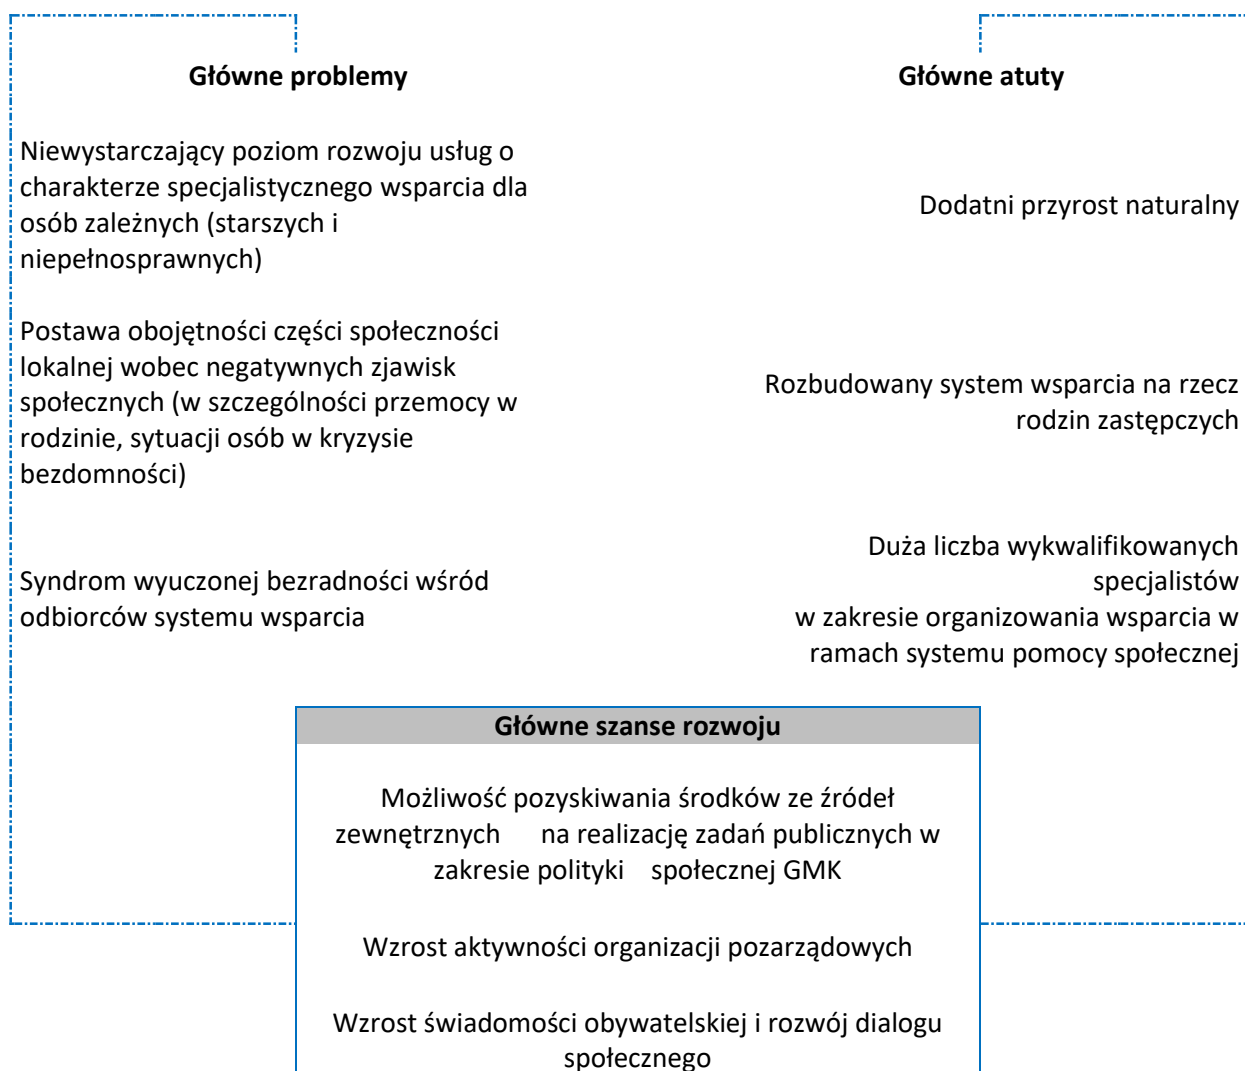 Główne problemy
Niewystarczający poziom rozwoju usług o
charakterze specjalistycznego wsparcia dla
osób zależnych (starszych i
niepełnosprawnych)
Postawa obojętności części społeczności
lokalnej wobec negatywnych zjawisk
społecznych (w szczególności przemocy w
rodzinie, sytuacji osób w kryzysie
bezdomności)
Syndrom wyuczonej bezradności wśród
odbiorców systemu wsparcia
Główne atuty
Dodatni przyrost naturalny
Rozbudowany system wsparcia na rzecz
rodzin zastępczych
Duża liczba wykwalifikowanych
specjalistów
w zakresie organizowania wsparcia w
ramach systemu pomocy społecznej
Główne szanse rozwoju
Możliwość pozyskiwania środków ze źródeł
zewnętrznych na realizację zadań publicznych w
zakresie polityki społecznej GMK
Wzrost aktywności organizacji pozarządowych
Wzrost świadomości obywatelskiej i rozwój dialogu
społecznego